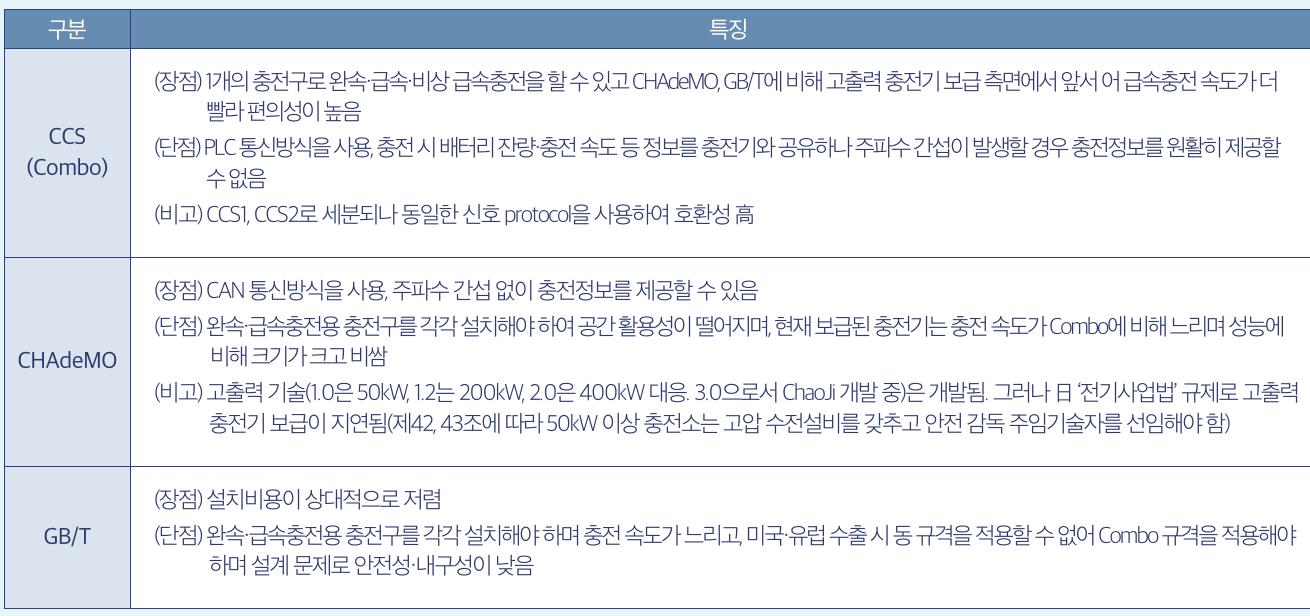 구분
특징
CCS
(Combo)
(장점) 1개의 충전구로 완속·급속·비상 급속충전을 할 수 있고 CHAdeMO, GB/T에 비해 고출력 충전기 보급 측면에서 앞서 어 급속충전 속도가 더
빨라 편의성이 높음
(단점) PLC 통신방식을 사용, 충전 시 배터리 잔량·충전 속도 등 정보를 충전기와 공유하나 주파수 간섭이 발생할 경우 충전정보를 원활히 제공할
수 없음
(비고) CCS1, CCS2로 세분되나 동일한 신호 protocol을 사용하여 호환성 高
CHAdeMO
(장점) CAN 통신방식을 사용, 주파수 간섭 없이 충전정보를 제공할 수 있음
(단점) 완속·급속충전용 충전구를 각각 설치해야 하여 공간 활용성이 떨어지며, 현재 보급된 충전기는 충전 속도가 Combo에 비해 느리며 성능에
비해 크기가 크고 비쌈
(비고) 고출력 기술(1.0은 50kW, 1.2는 200kW, 2.0은 400kW 대응. 3.0으로서 ChaoJi 개발 중)은 개발됨. 그러나 日 ‘전기사업법’ 규제로 고출력
충전기 보급이 지연됨(제42, 43조에 따라 50kW 이상 충전소는 고압 수전설비를 갖추고 안전 감독 주임기술자를 선임해야 함)
GB/T
(장점) 설치비용이 상대적으로 저렴
(단점) 완속·급속충전용 충전구를 각각 설치해야 하며 충전 속도가 느리고, 미국·유럽 수출 시 동 규격을 적용할 수 없어 Combo 규격을 적용해야
하며 설계 문제로 안전성·내구성이 낮음